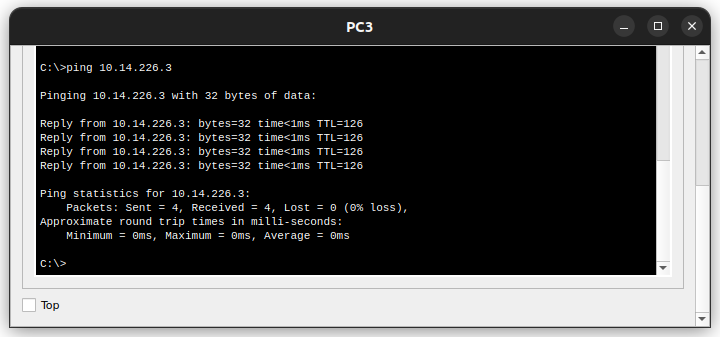 PC3
C:\>ping 10.14.226.3
Pinging 10.14.226.3 with 32 bytes of data:
Reply from 10.14.226.3: bytes=32 time<1ms TTL=126
Reply from 10.14.226.3: bytes=32 time<1ms TTL=126
Reply from 10.14.226.3: bytes=32 time<1ms TTL=126
Reply from 10.14.226.3: bytes=32 time<1ms TTL=126
Ping statistics for 10.14.226.3:
    Packets: Sent = 4, Received = 4, Lost = 0 (0% loss),
Approximate round trip times in milli-seconds:
    Minimum = 0ms, Maximum = 0ms, Average = 0ms
C:\>
Top